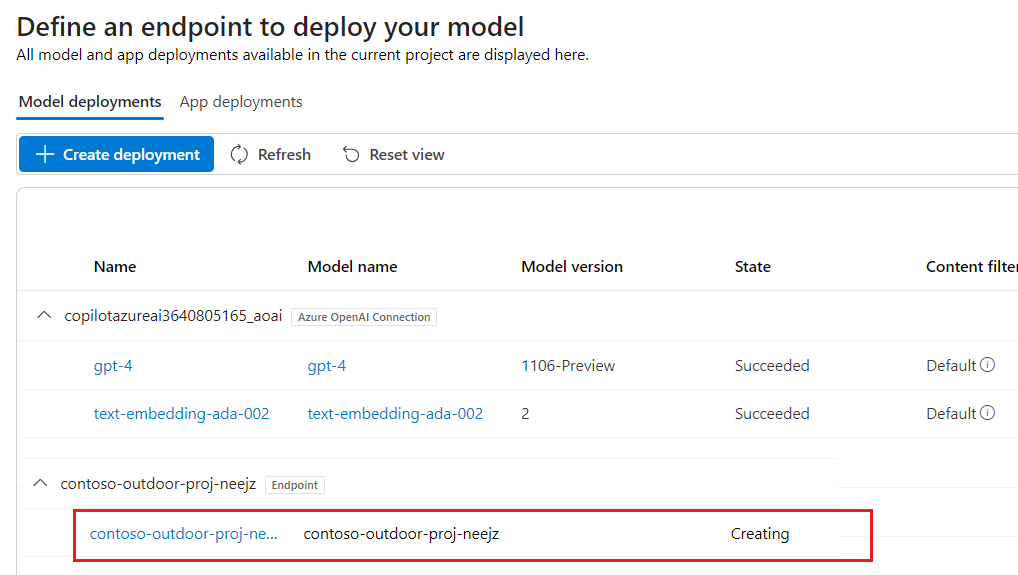 Define an endpoint to deploy your model
All model and app deployments available in the current project are displayed here.
Model deployments App deployments
Create deployment Refresh Reset view
Name Model name Model version State Content filte
copilotazureai3640805165_aoai Azure OpenAI Connection
gpt-4 gpt-4 1106-Preview Succeeded Default
text-embedding-ada-002 text-embedding-ada-002 2 Succeeded Default
contoso-outdoor-proj-neejz Endpoint
contoso-outdoor-proj-ne... contoso-outdoor-proj-neejz Creating